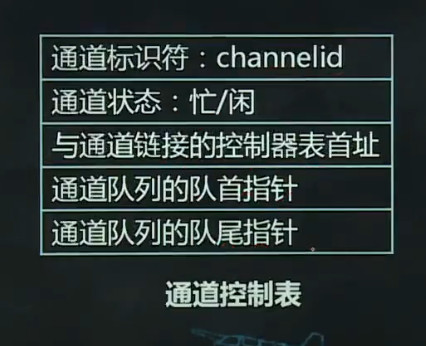 通道标识符：channelid
通道状态：忙/闲
与通道链接的控制器表首址
通道队列的队首指针
通道队列的队尾指针
通道控制表